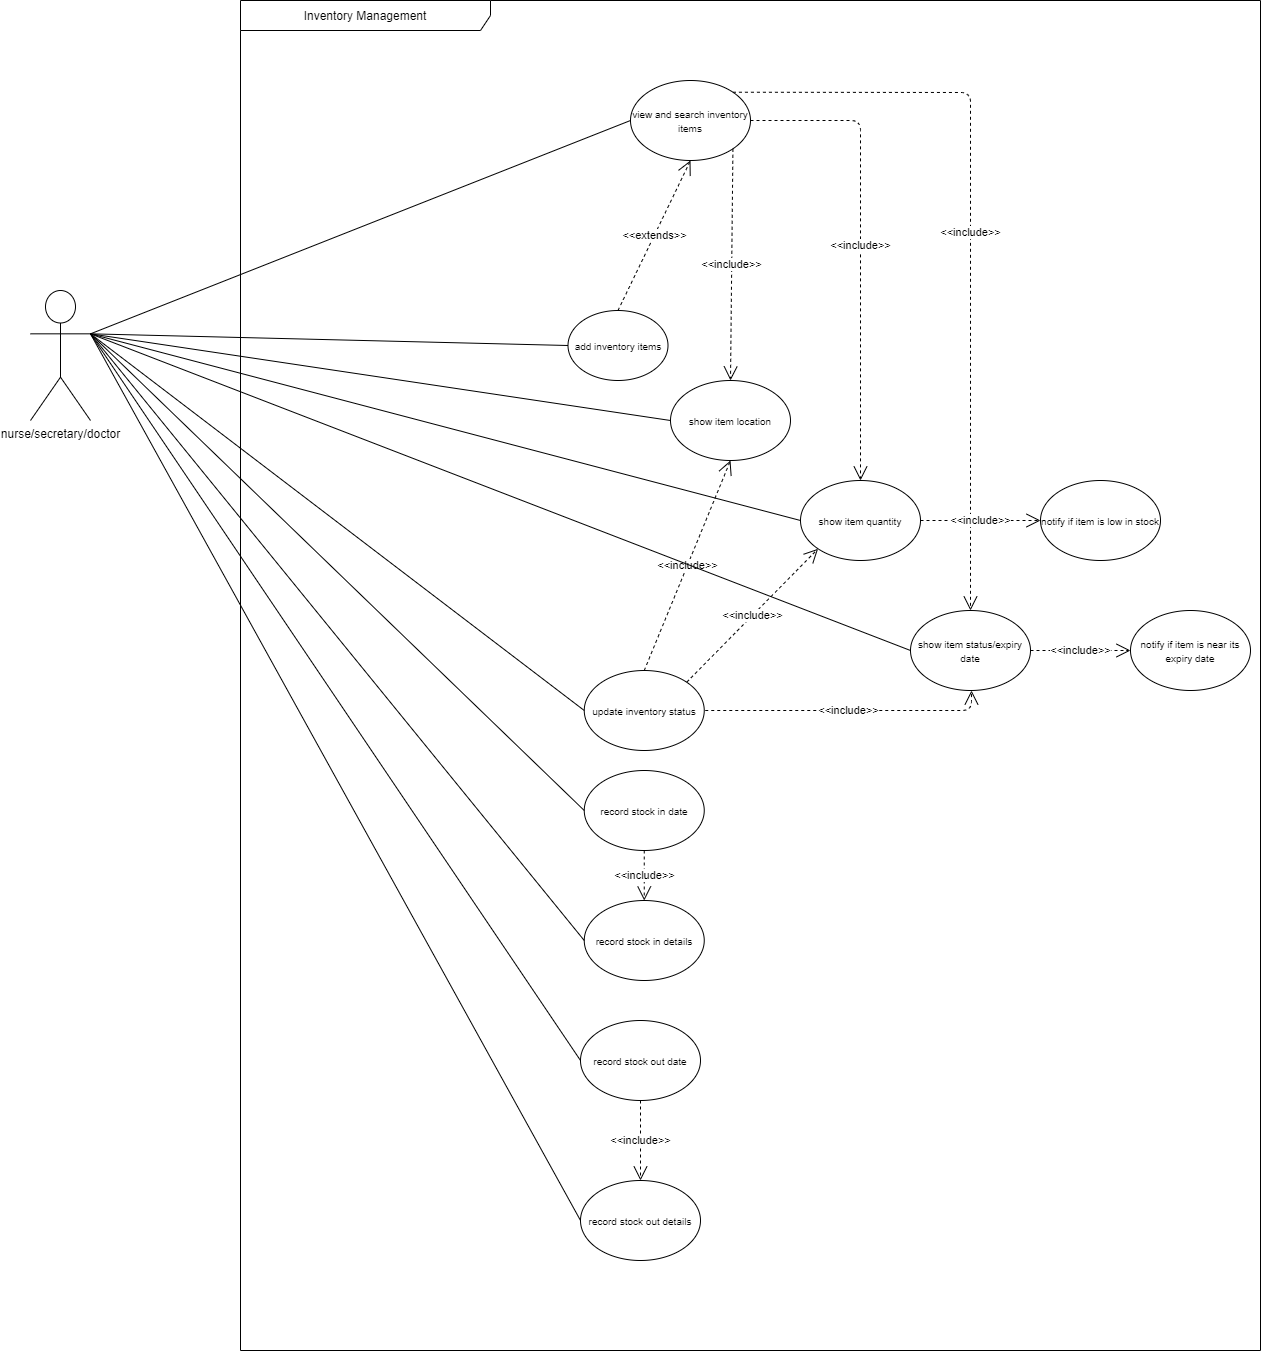 Inventory Management
view and search inventory
items
<<extends>>
<<include>>
<<include>>
<<include>>
add inventory items
nurse/secretary/doctor
show item location
show item quantity
<<include>>
notify if item is low in stock
<<include>>
<<include>>
show item status/expiry
date
<<include>>
notify if item is near its
expiry date
update inventory status
<<include>>
record stock in date
<<include>>
record stock in details
record stock out date
<<include>>
record stock out details